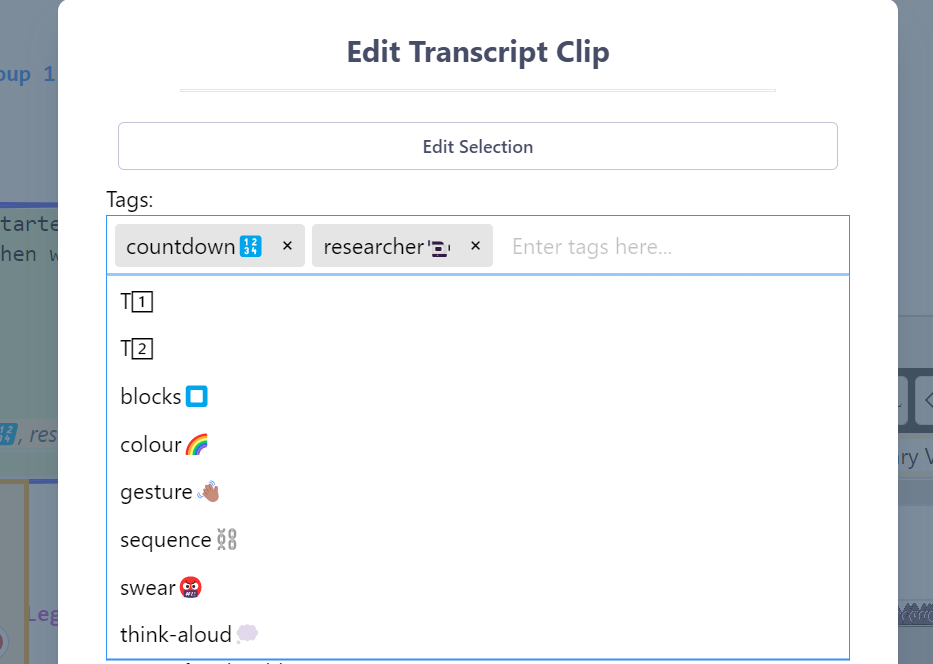 Edit Transcript Clip
oup 1
Edit Selection
Tags:
tarte
hen w
countdown🔢 × researcher × Enter tags here...
T1️⃣
T2️⃣
blocks
colour🌈
gesture👋🏽
, res
sequence⛓
swear🤬
think-aloud💭
ry V
Leg